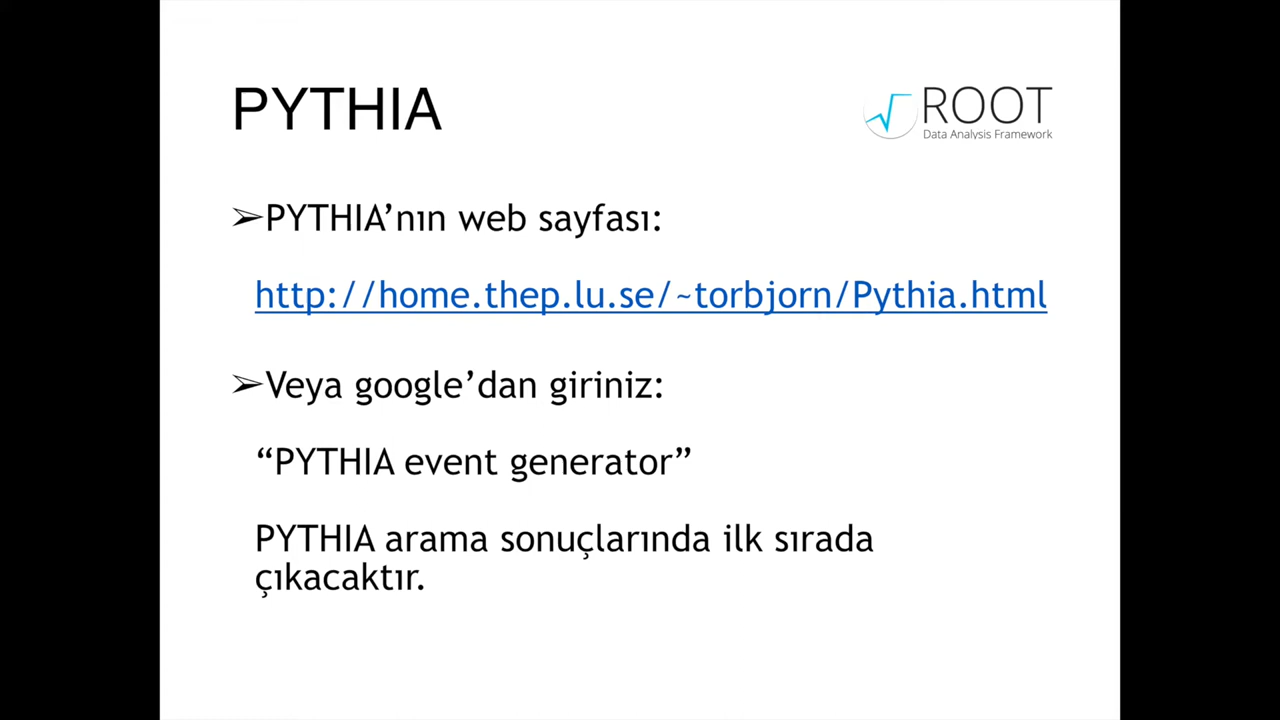 PYTHIA
ROOT
Data Analysis Framework
➢PYTHIA’nın web sayfası:
http://home.thep.lu.se/~torbjorn/Pythia.html
➢Veya google’dan giriniz:
“PYTHIA event generator”
PYTHIA arama sonuçlarında ilk sırada
çıkacaktır.